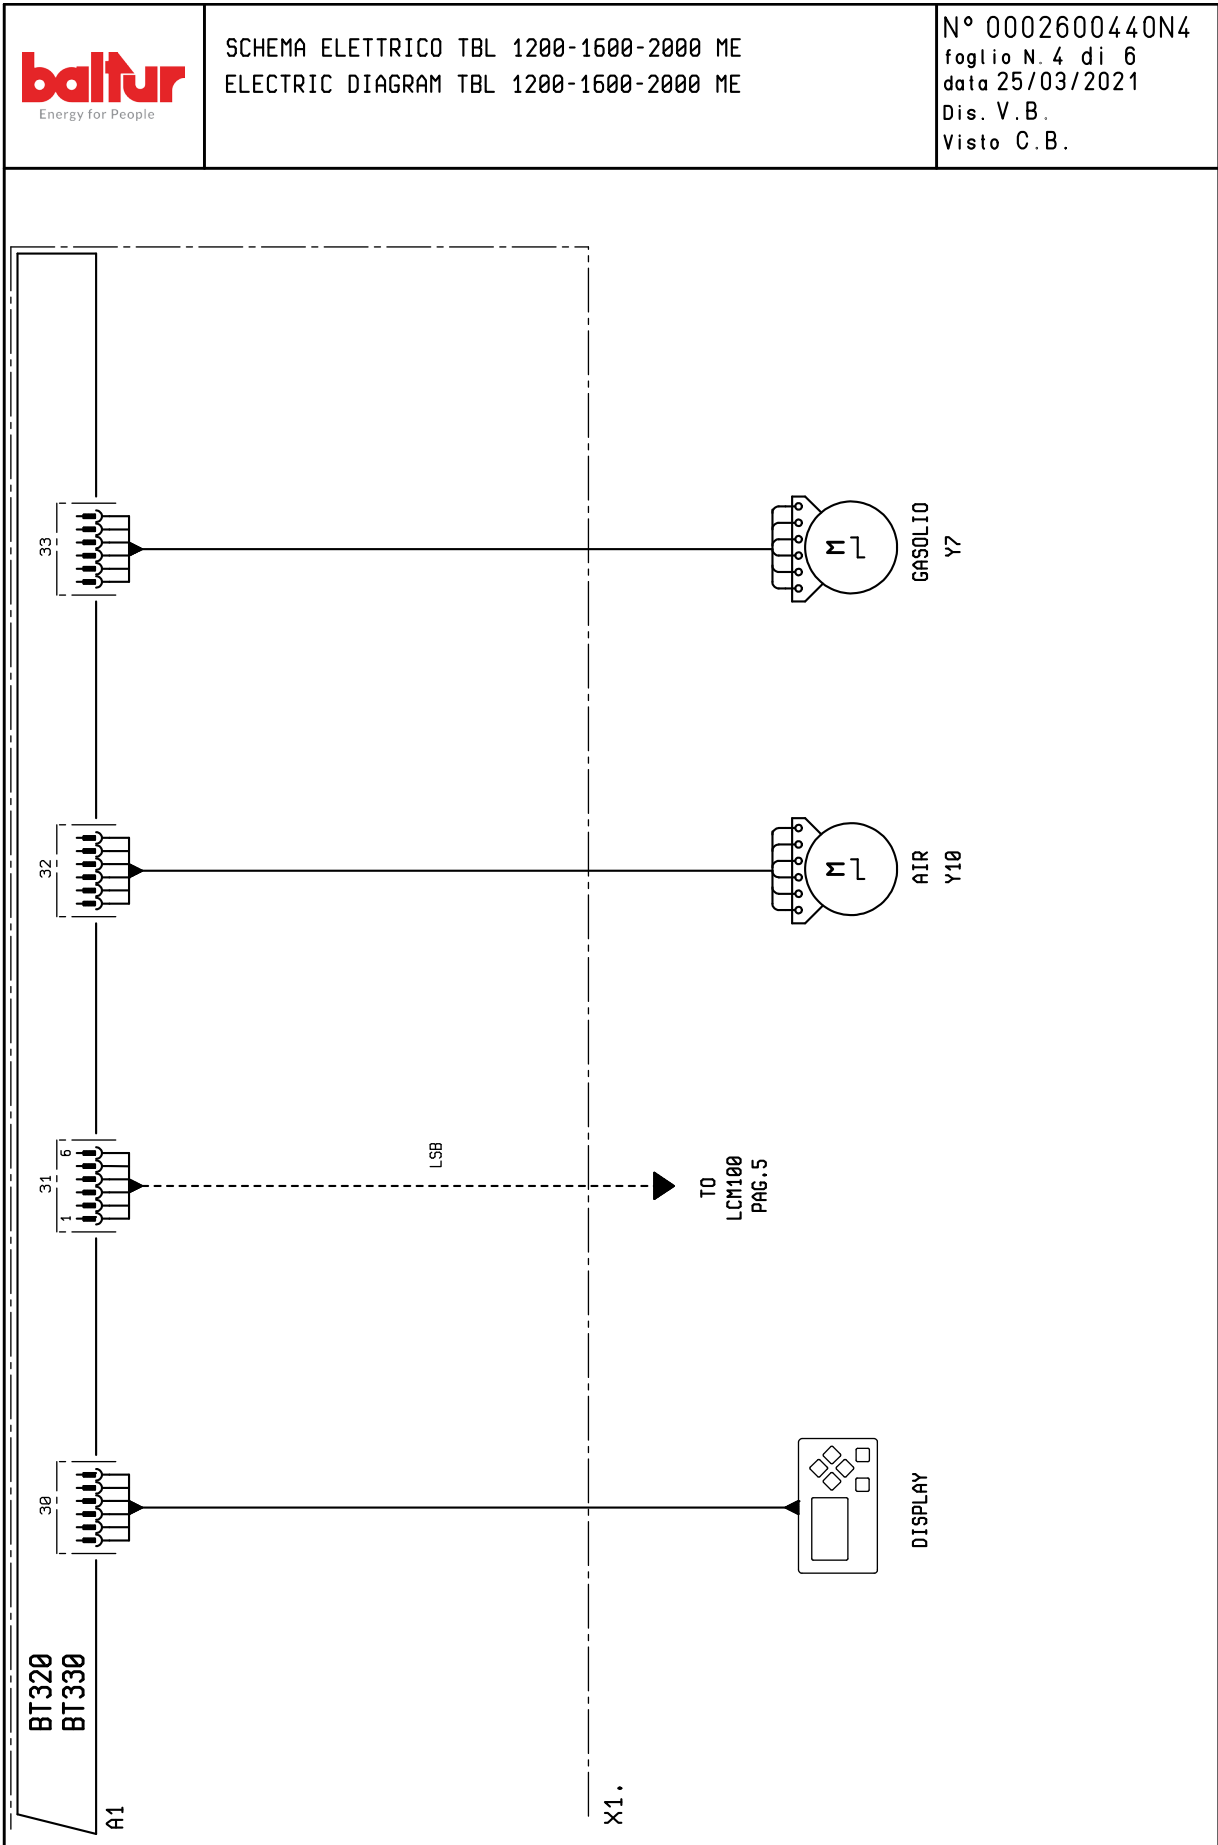 baltur
Energy for People
SCHEMA ELETTRICO TBL 1200-1600-2000 ME
ELECTRIC DIAGRAM TBL 1200-1600-2000 ME
N° 0002600440N4
foglio N. 4 di 6
data 25/03/2021
Dis. V.B.
Visto C.B.
33
M
GASOLIO
Y7
32
M
AIR
Y10
31
6
1
LSB
TO
LCM100
PAG.5
30
DISPLAY
BT320
BT330
A1
X1.